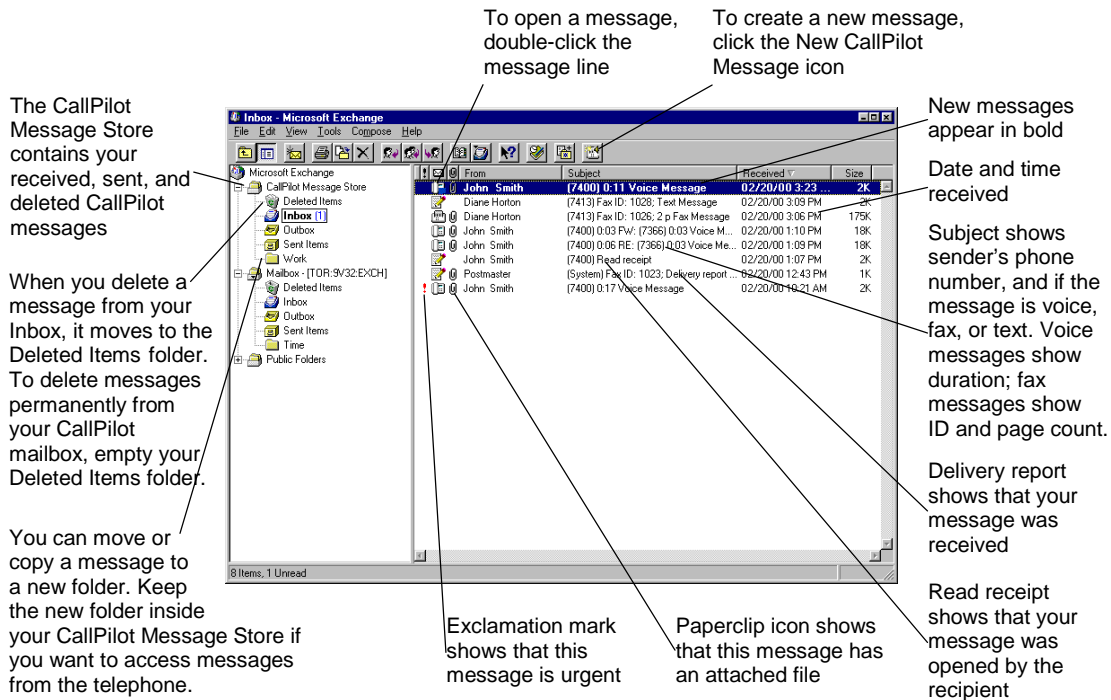 To open a message,
double-click the
message line
To create a new message,
click the New CallPilot
Message icon
The CallPilot
Message Store
contains your
received, sent, and
deleted CallPilot
messages
When you delete a
message from your
Inbox, it moves to the
Deleted Items folder.
To delete messages
permanently from
your CallPilot
mailbox, empty your
Deleted Items folder.
You can move or
copy a message to
a new folder. Keep
the new folder inside
your CallPilot Message Store if
you want to access messages
from the telephone.
Inbox - Microsoft Exchange
File Edit View Tools Compose Help
Microsoft Exchange
CallPilot Message Store
Deleted Items
Inbox (1)
Outbox
Sent Items
Work
Mailbox - [TOR:9V32:EXCH]
Deleted Items
Inbox
Outbox
Sent Items
Time
Public Folders
! From Subject Received Size
John Smith (7400) 0:11 Voice Message 02/20/00 3:23 ... 2K
Diane Horton (7413) Fax ID: 1028; Text Message 02/20/00 3:09 PM 2K
Diane Horton (7413) Fax ID: 1026; 2 p Fax Message 02/20/00 3:06 PM 175K
John Smith (7400) 0:03 FW: (7366) 0:03 Voice M... 02/20/00 1:10 PM 18K
John Smith (7400) 0:06 RE: (7366) 0:03 Voice Me... 02/20/00 1:09 PM 18K
John Smith (7400) Read receipt 02/20/00 1:07 PM 2K
Postmaster (System) Fax ID: 1023; Delivery report ... 02/20/00 12:43 PM 1K
! John Smith (7400) 0:17 Voice Message 02/20/00 10:21 AM 2K
8 Items, 1 Unread
New messages
appear in bold
Date and time
received
Subject shows
sender's phone
number, and if the
message is voice,
fax, or text. Voice
messages show
duration; fax
messages show
ID and page count.
Delivery report
shows that your
message was
received
Read receipt
shows that your
message was
opened by the
recipient
Exclamation mark
shows that this
message is urgent
Paperclip icon shows
that this message has
an attached file